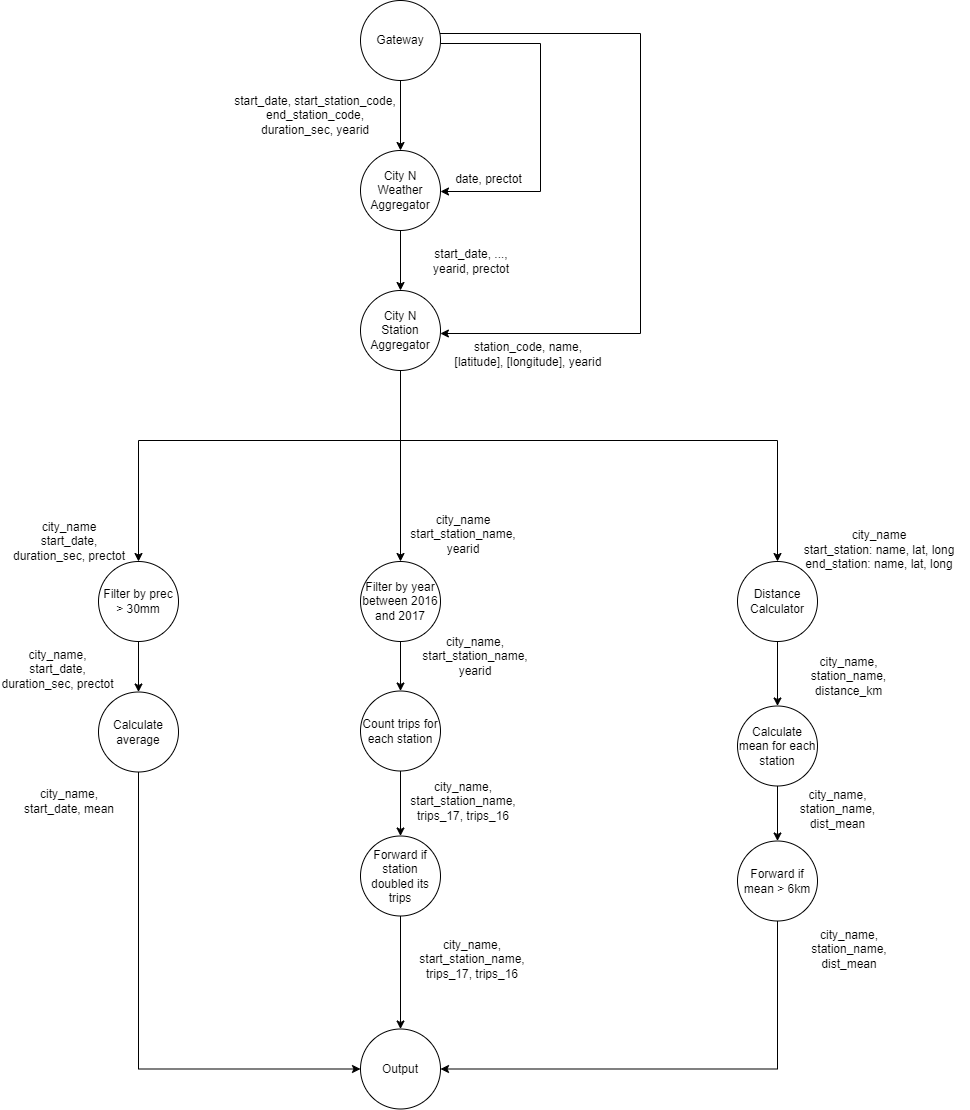 Gateway
start_date, start_station_code,
end_station_code,
duration_sec, yearid
City N
Weather
Aggregator
date, prectot
start_date, ...,
yearid, prectot
City N
Station
Aggregator
station_code, name,
[latitude], [longitude], yearid
city_name
start_date,
duration_sec, prectot
city_name
start_station_name,
yearid
city_name
start_station: name, lat, long
end_station: name, lat, long
Filter by prec
> 30mm
Filter by year
between 2016
and 2017
Distance
Calculator
city_name,
start_date,
duration_sec, prectot
city_name,
start_station_name,
yearid
city_name,
station_name,
distance_km
Calculate
average
Count trips for
each station
Calculate
mean for each
station
city_name,
start_date, mean
city_name,
start_station_name,
trips_17, trips_16
city_name,
station_name,
dist_mean
Forward if
station
doubled its
trips
Forward if
mean > 6km
city_name,
start_station_name,
trips_17, trips_16
city_name,
station_name,
dist_mean
Output